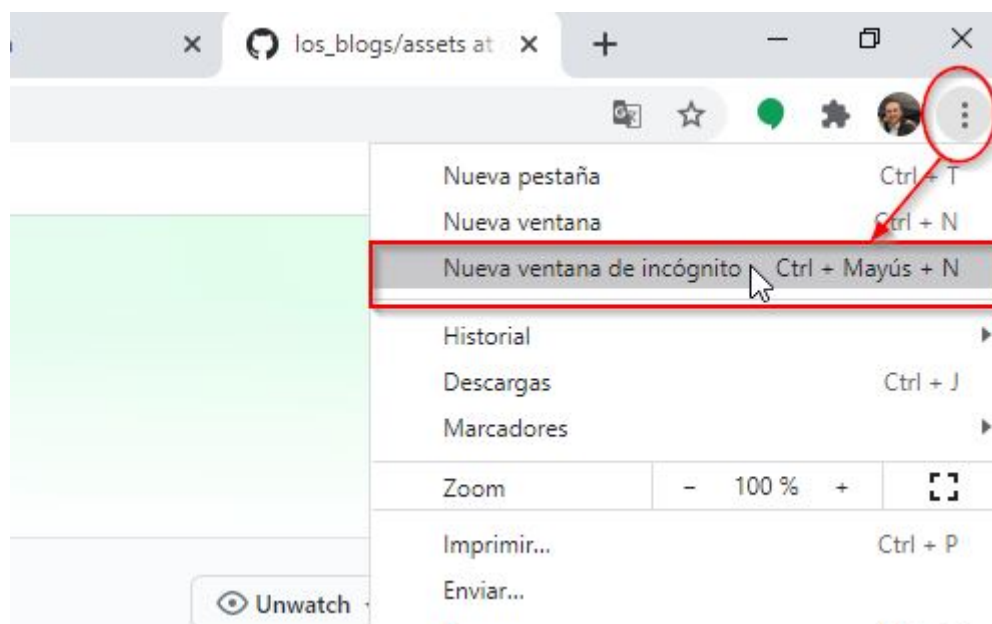 los_blogs/assets at
Nueva pestaña Ctrl + T
Nueva ventana Ctrl + N
Nueva ventana de incógnito Ctrl + Mayús + N
Historial
Descargas Ctrl + J
Marcadores
Zoom - 100 % +
Imprimir... Ctrl + P
Unwatch
Enviar...